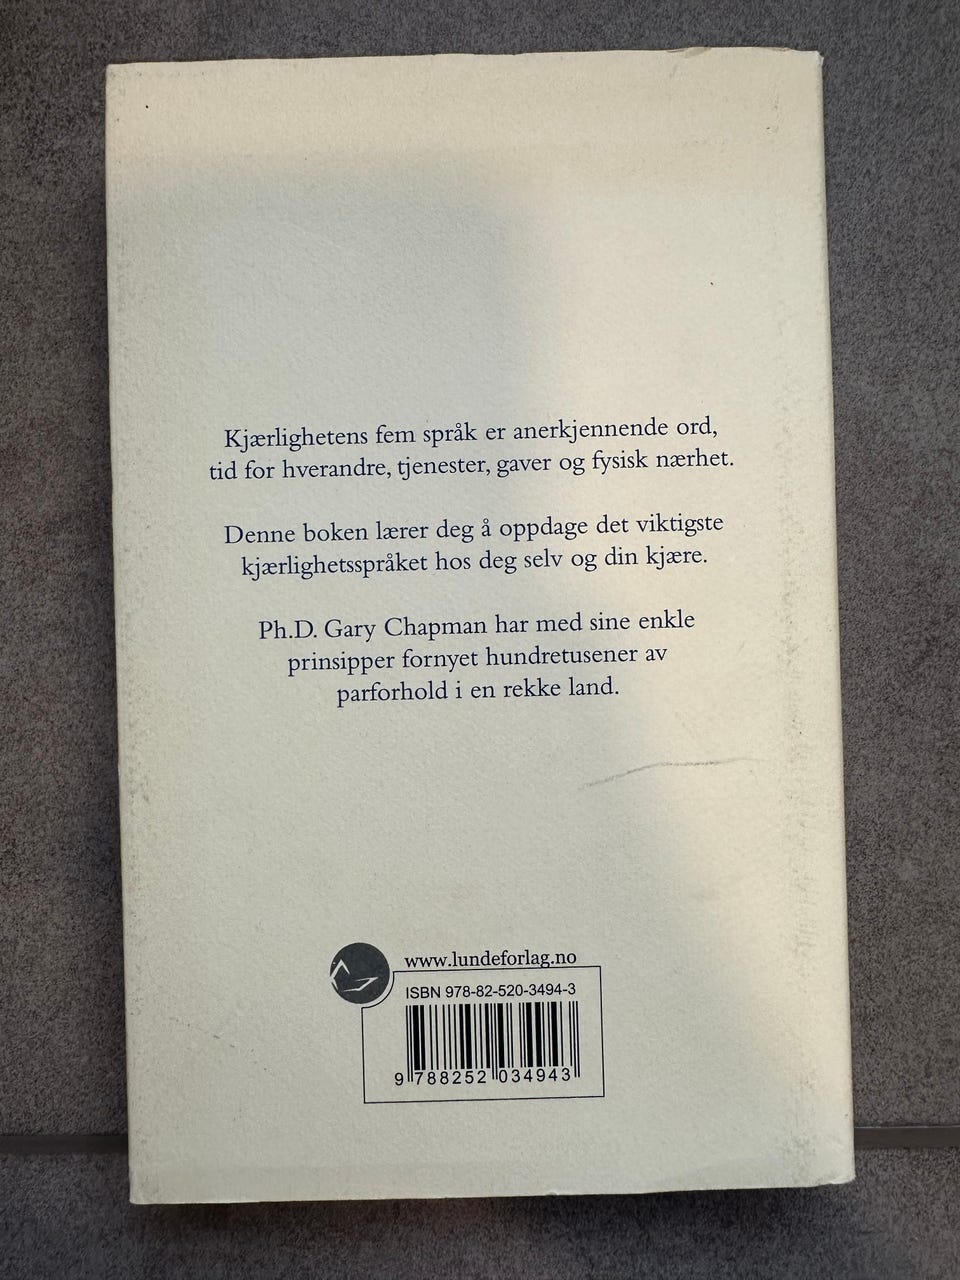 Kjærlighetens fem språk er anerkjennende ord,
tid for hverandre, tjenester, gaver og fysisk nærhet.
Denne boken lærer deg å oppdage det viktigste
kjærlighetsspråket hos deg selv og din kjære.
Ph.D. Gary Chapman har med sine enkle
prinsipper fornyet hundretusener av
parforhold i en rekke land.
www.lundeforlag.no
ISBN 978-82-520-3494-3
9 788252 034943